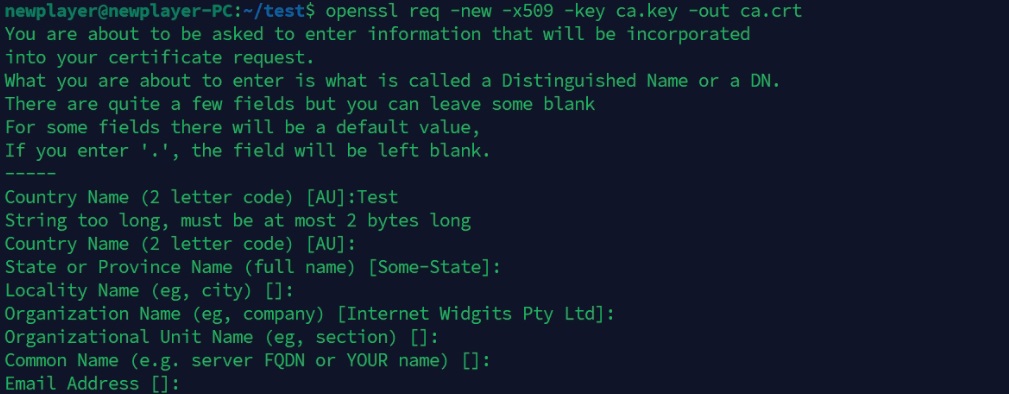 newplayer@newplayer-PC:~/test$ openssl req -new -x509 -key ca.key -out ca.crt
You are about to be asked to enter information that will be incorporated
into your certificate request.
What you are about to enter is what is called a Distinguished Name or a DN.
There are quite a few fields but you can leave some blank
For some fields there will be a default value,
If you enter '.', the field will be left blank.
-----
Country Name (2 letter code) [AU]:Test
String too long, must be at most 2 bytes long
Country Name (2 letter code) [AU]:
State or Province Name (full name) [Some-State]:
Locality Name (eg, city) []:
Organization Name (eg, company) [Internet Widgits Pty Ltd]:
Organizational Unit Name (eg, section) []:
Common Name (e.g. server FQDN or YOUR name) []:
Email Address []: